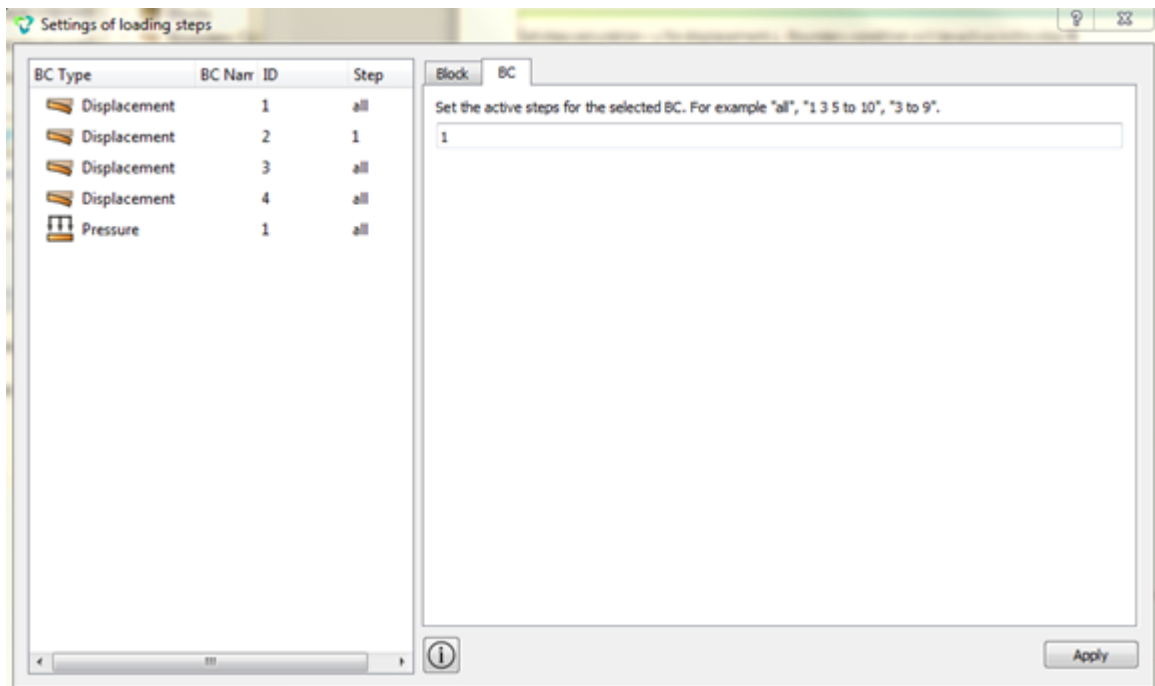 Settings of loading steps
BC Type BC Nam ID Step
Displacement 1 all
Displacement 2 1
Displacement 3 all
Displacement 4 all
Pressure 1 all
Block BC
Set the active steps for the selected BC. For example "all", "1 3 5 to 10", "3 to 9".
1
Apply